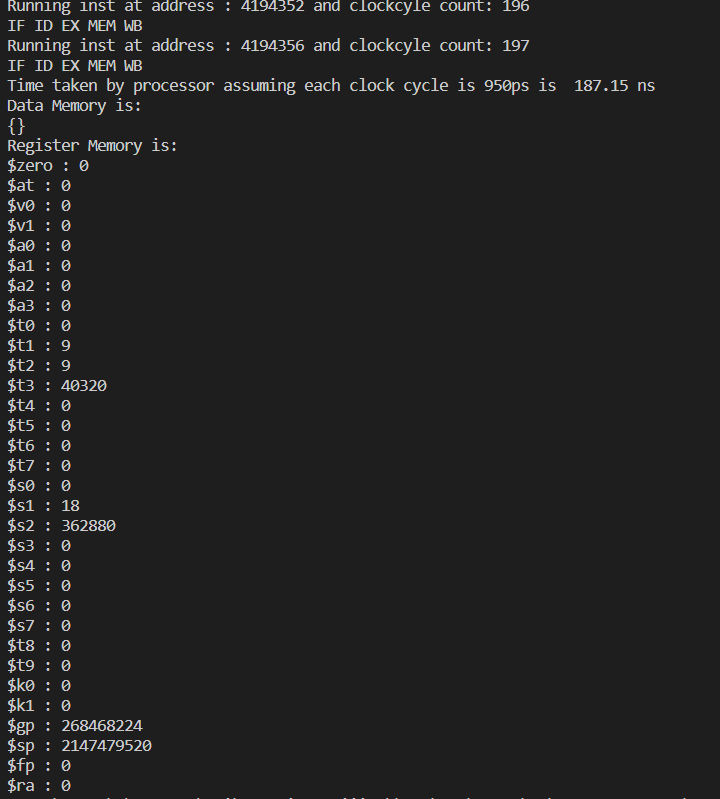 Running inst at address : 4194352 and clockcyle count: 196
IF ID EX MEM WB
Running inst at address : 4194356 and clockcyle count: 197
IF ID EX MEM WB
Time taken by processor assuming each clock cycle is 950ps is  187.15 ns
Data Memory is:
{}
Register Memory is:
$zero : 0
$at : 0
$v0 : 0
$v1 : 0
$a0 : 0
$a1 : 0
$a2 : 0
$a3 : 0
$t0 : 0
$t1 : 9
$t2 : 9
$t3 : 40320
$t4 : 0
$t5 : 0
$t6 : 0
$t7 : 0
$s0 : 0
$s1 : 18
$s2 : 362880
$s3 : 0
$s4 : 0
$s5 : 0
$s6 : 0
$s7 : 0
$t8 : 0
$t9 : 0
$k0 : 0
$k1 : 0
$gp : 268468224
$sp : 2147479520
$fp : 0
$ra : 0